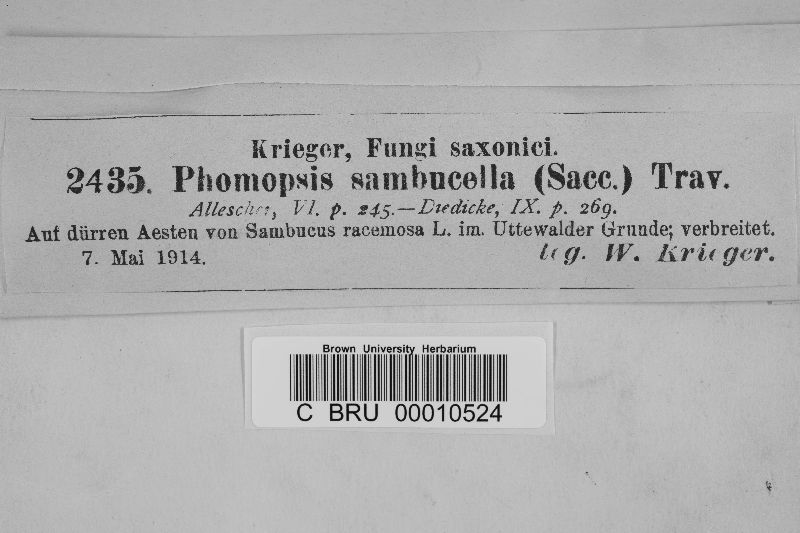 Krieger, Fungi saxonici.
2435. Phomopsis sambucella (Sacc.) Trav.
Allescher, VI. p. 245.—Diedicke, IX. p. 269.
Auf dürren Aesten von Sambucus racemosa L. im. Uttewalder Grunde; verbreitet.
7. Mai 1914.
leg. W. Krieger.
Brown University Herbarium
C BRU 00010524